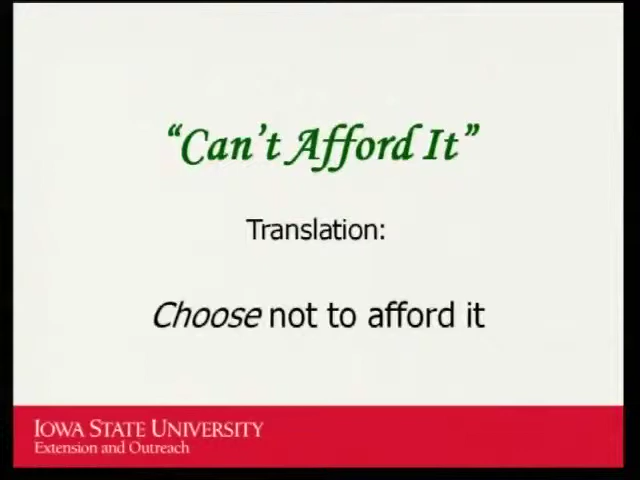 “Can’t Afford It”
Translation:
Choose not to afford it
IOWA STATE UNIVERSITY
Extension and Outreach